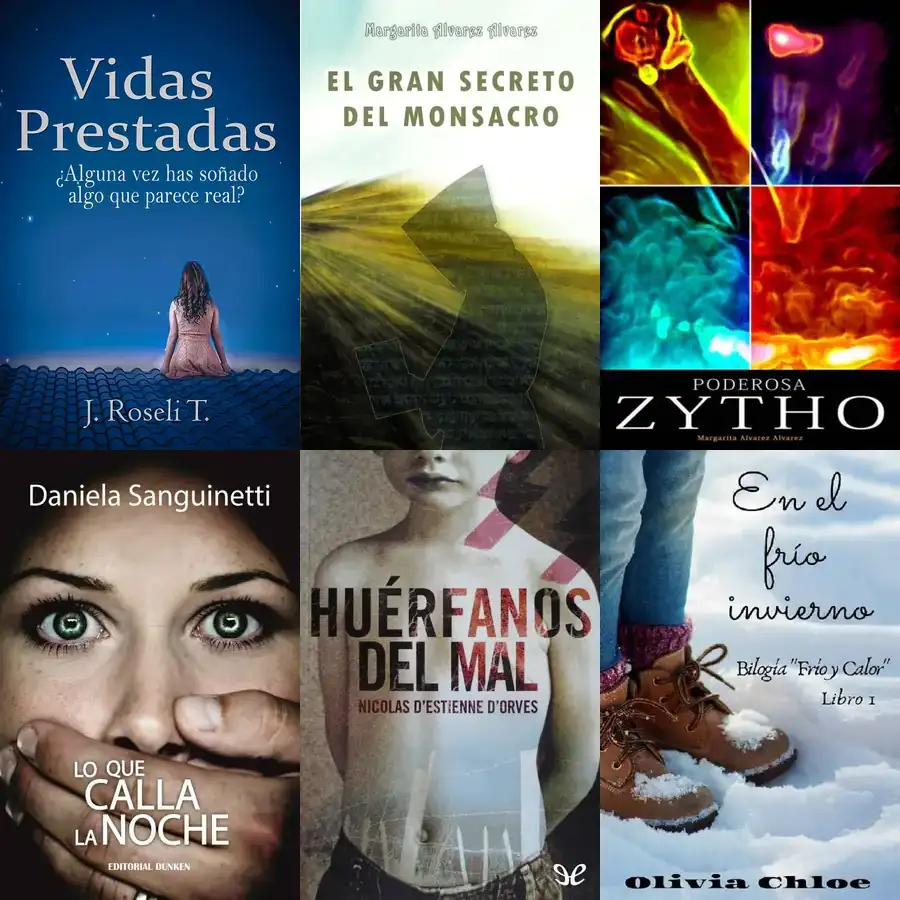 Vidas
Prestadas
¿Alguna vez has soñado
algo que parece real?
J. Roseli T.
Margarita Alvarez Alvarez
EL GRAN SECRETO
DEL MONSACRO
PODEROSA
ZYTHO
Margarita Alvarez Alvarez
Daniela Sanguinetti
LO QUE
CALLA
LA NOCHE
EDITORIAL DUNKEN
HUÉRFANOS
DEL MAL
NICOLAS D'ESTIENNE D'ORVES
En el
frío
invierno
Bilogía "Frío y Calor"
Libro 1
Olivia Chloe